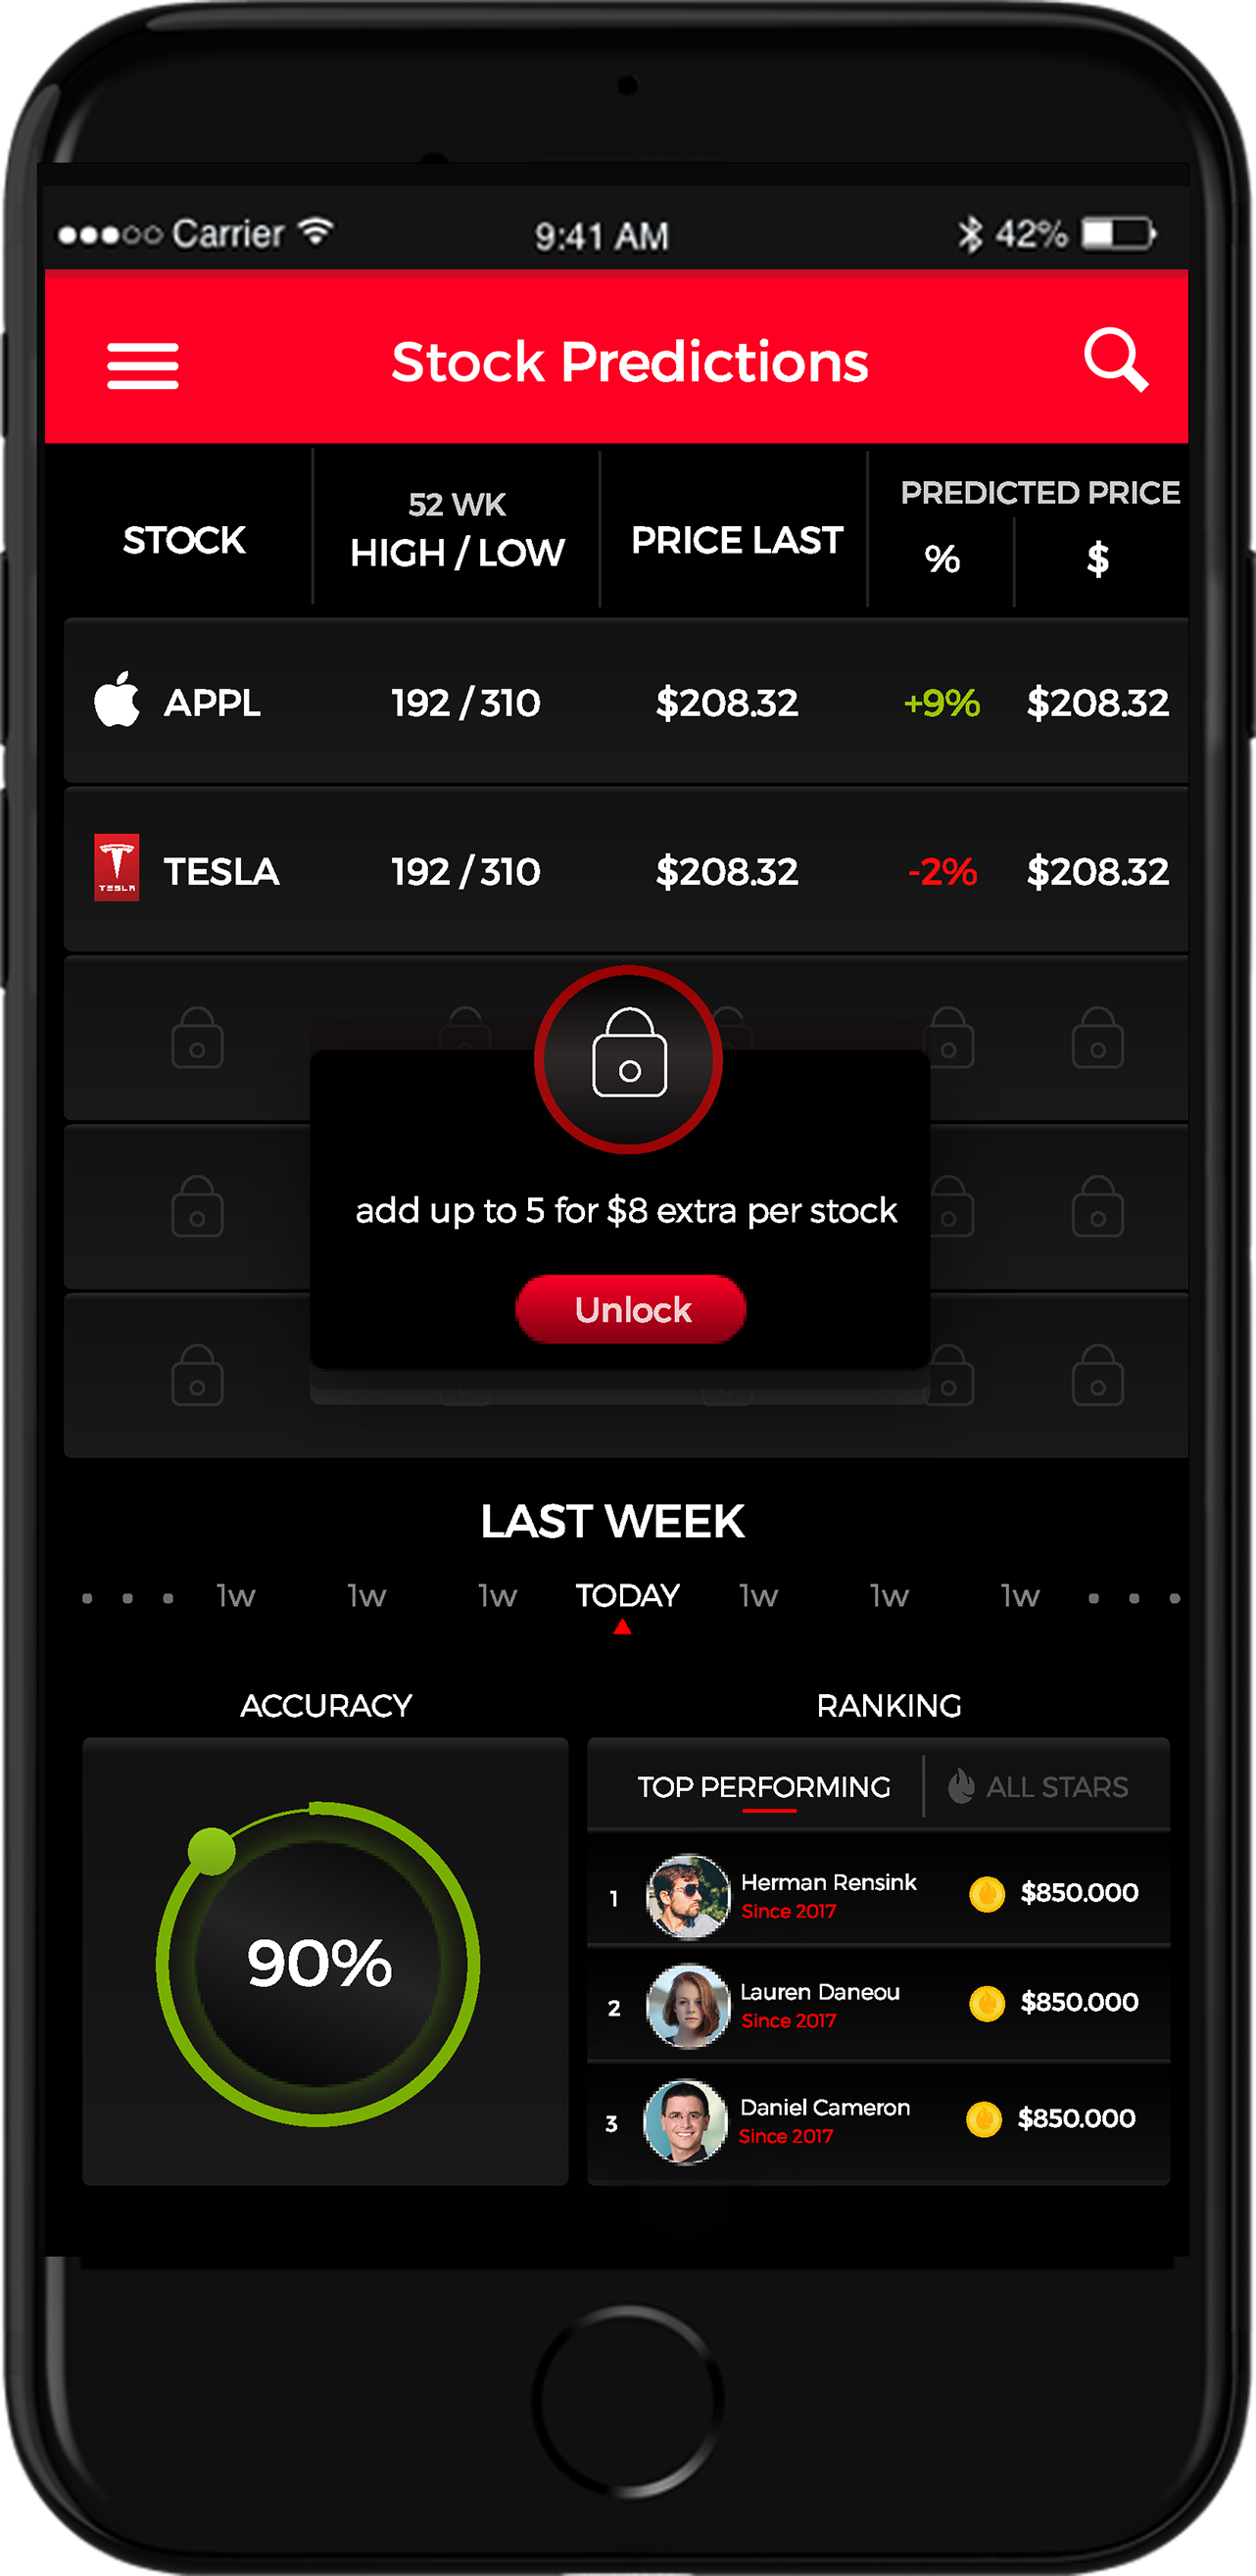 Carrier 9:41 AM 42%
Stock Predictions
STOCK
52 WK
HIGH / LOW
PRICE LAST
PREDICTED PRICE
% $
APPL 192 / 310 $208.32 +9% $208.32
TESLA
TESLA 192 / 310 $208.32 -2% $208.32
add up to 5 for $8 extra per stock
Unlock
LAST WEEK
1w 1w 1w TODAY 1w 1w 1w
ACCURACY
90%
RANKING
TOP PERFORMING ALL STARS
1 Herman Rensink $850.000
Since 2017
2 Lauren Daneou $850.000
Since 2017
3 Daniel Cameron $850.000
Since 2017